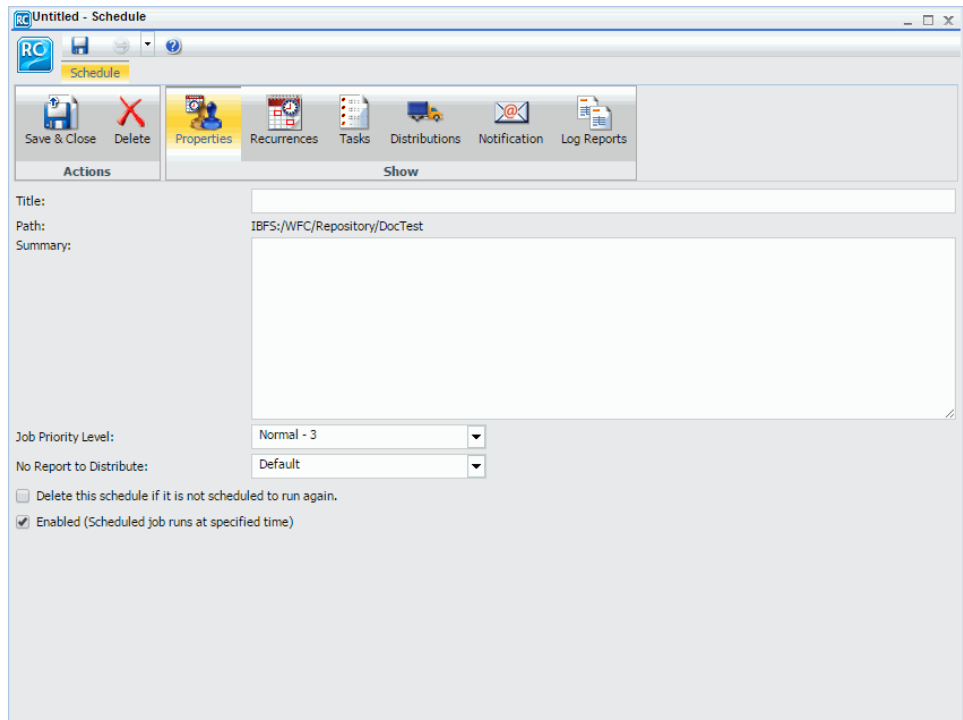 RC Untitled - Schedule
RC
Schedule
Save & Close Delete Properties Recurrences Tasks Distributions Notification Log Reports
Actions Show
Title:
Path: IBFS:/WFC/Repository/DocTest
Summary:
Job Priority Level: Normal - 3
No Report to Distribute: Default
Delete this schedule if it is not scheduled to run again.
Enabled (Scheduled job runs at specified time)